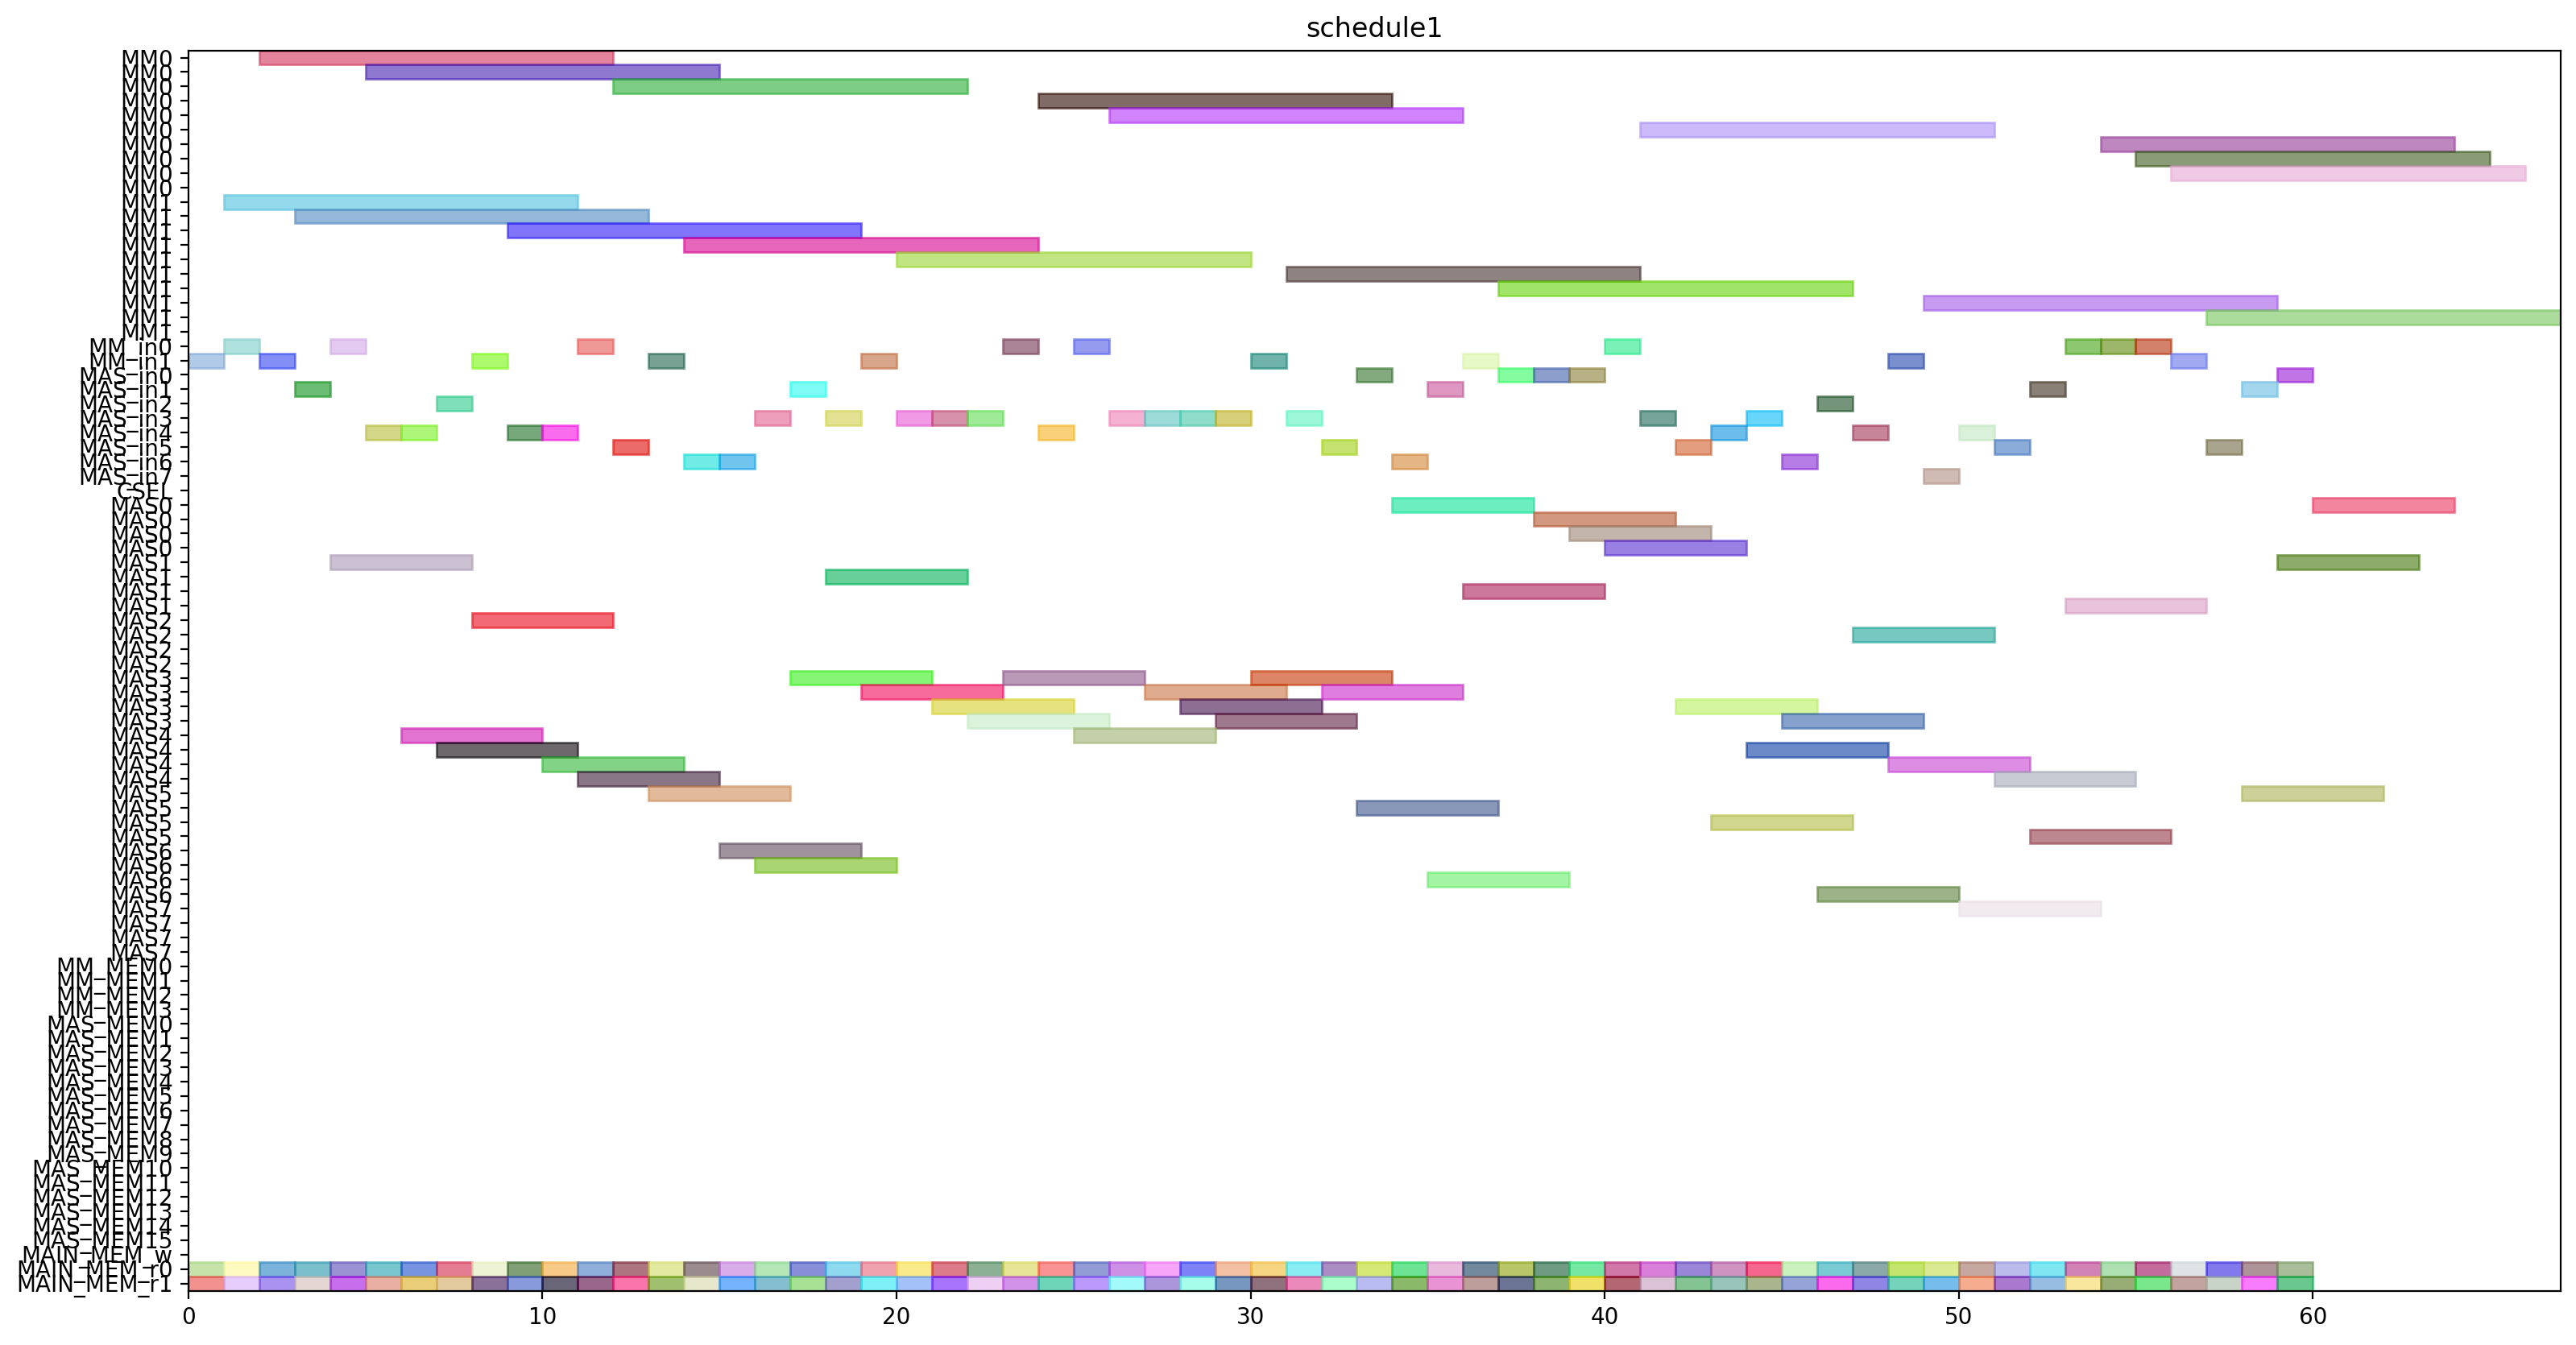 schedule1
MM0
MM0
MM0
MM0
MM0
MM0
MM0
MM0
MM0
MM0
MM1
MM1
MM1
MM1
MM1
MM1
MM1
MM1
MM1
MM1
MM_in0
MM_in1
MAS_in0
MAS_in1
MAS_in2
MAS_in3
MAS_in4
MAS_in5
MAS_in6
MAS_in7
CSEL
MAS0
MAS0
MAS0
MAS0
MAS1
MAS1
MAS1
MAS1
MAS2
MAS2
MAS2
MAS2
MAS3
MAS3
MAS3
MAS3
MAS4
MAS4
MAS4
MAS4
MAS5
MAS5
MAS5
MAS5
MAS6
MAS6
MAS6
MAS6
MAS7
MAS7
MAS7
MAS7
MM_MEM0
MM_MEM1
MM_MEM2
MM_MEM3
MAS_MEM0
MAS_MEM1
MAS_MEM2
MAS_MEM3
MAS_MEM4
MAS_MEM5
MAS_MEM6
MAS_MEM7
MAS_MEM8
MAS_MEM9
MAS_MEM10
MAS_MEM11
MAS_MEM12
MAS_MEM13
MAS_MEM14
MAS_MEM15
MAIN_MEM_w
MAIN_MEM_r0
MAIN_MEM_r1
0 10 20 30 40 50 60